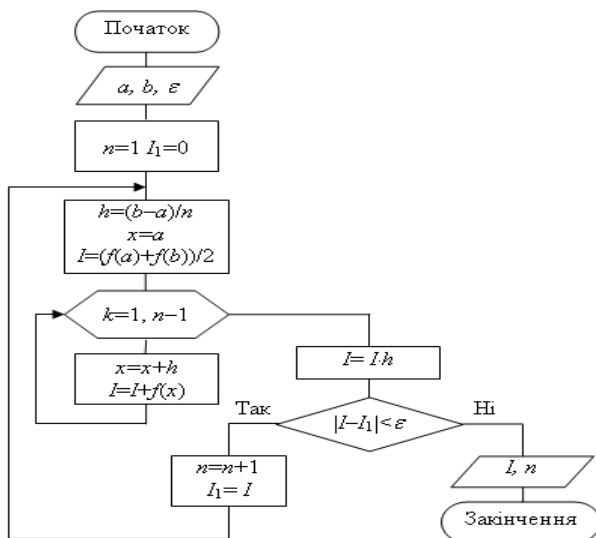 Початок
a, b, ε
n=1 I₁=0
h=(b−a)/n
x=a
I=(f(a)+f(b))/2
k=1, n−1
x=x+h
I=I+f(x)
I= I·h
Так
|I−I₁|<ε
Ні
n=n+1
I₁= I
I, n
Закінчення